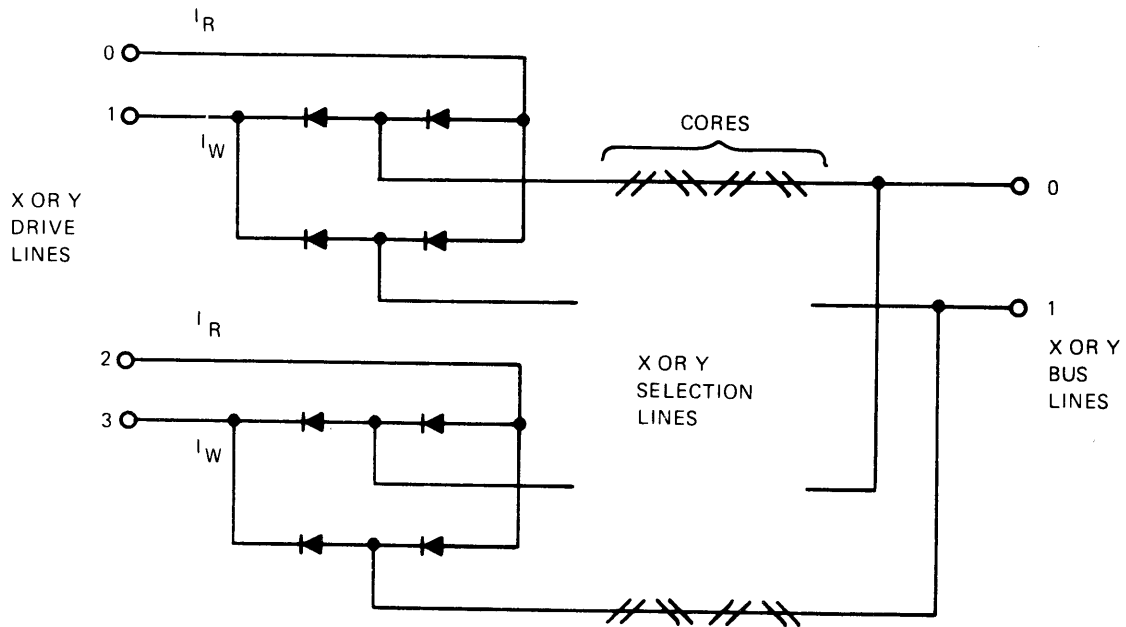 I R
0
1
I W
CORES
X OR Y
DRIVE
LINES
0
1
I R
2
3
I W
X OR Y
SELECTION
LINES
X OR Y
BUS
LINES